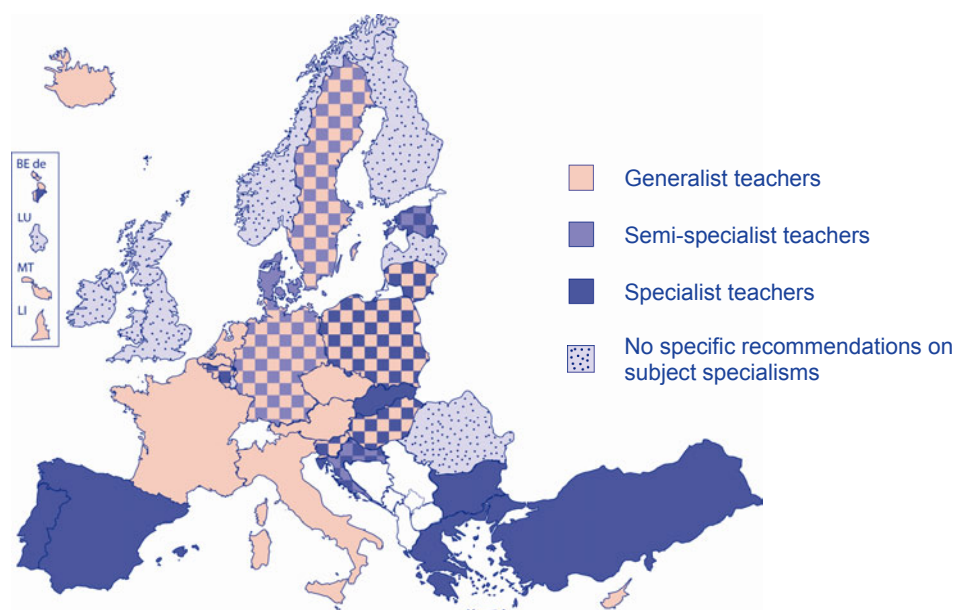 BE de
LU
MT
LI
Generalist teachers
Semi-specialist teachers
Specialist teachers
No specific recommendations on
subject specialisms